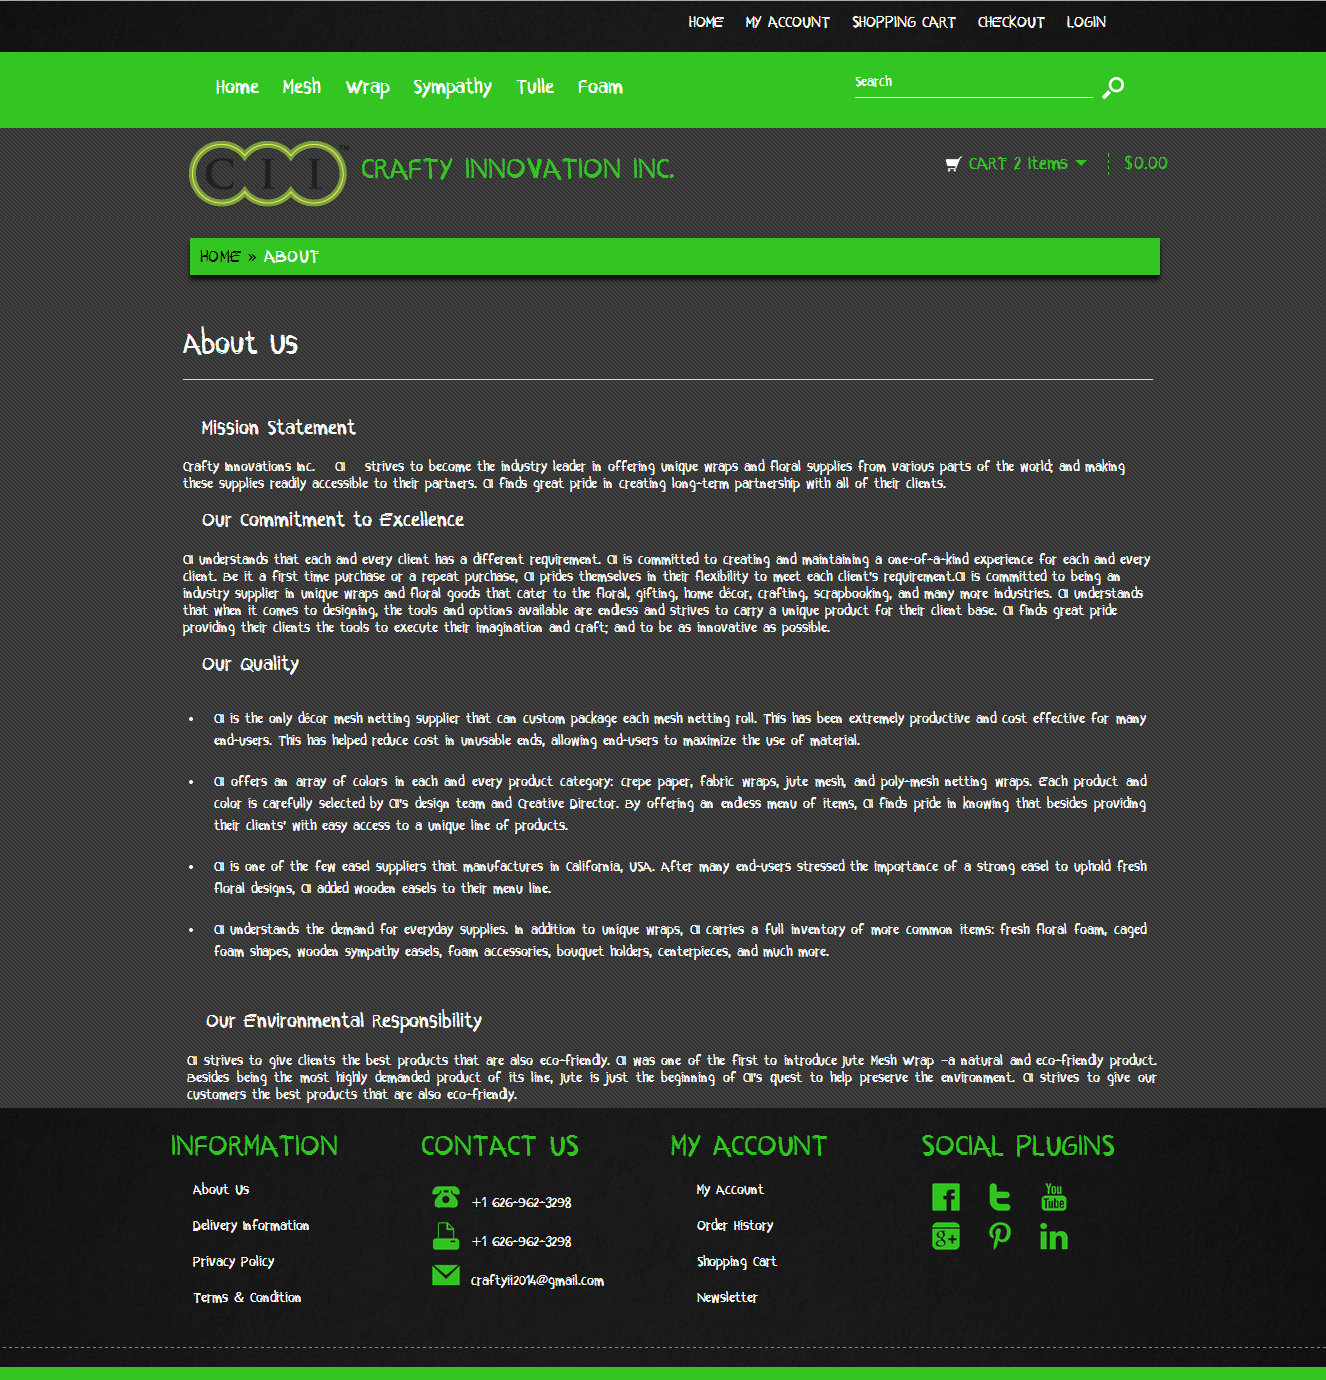 HOME MY ACCOUNT SHOPPING CART CHECKOUT LOGIN
Home Mesh Wrap Sympathy Tulle Foam Search
CII ™ CRAFTY INNOVATION INC. CART 2 Items $0.00
HOME » ABOUT
About Us
Mission Statement
Crafty Innovations Inc. CII strives to become the industry leader in offering unique wraps and floral supplies from various parts of the world; and making
these supplies readily accessible to their partners. CII finds great pride in creating long-term partnership with all of their clients.
Our Commitment to Excellence
CII understands that each and every client has a different requirement. CII is committed to creating and maintaining a one-of-a-kind experience for each and every
client. Be it a first time purchase or a repeat purchase, CII prides themselves in their flexibility to meet each client's requirement.CII is committed to being an
industry supplier in unique wraps and floral goods that cater to the floral, gifting, home décor, crafting, scrapbooking, and many more industries. CII understands
that when it comes to designing, the tools and options available are endless and strives to carry a unique product for their client base. CII finds great pride
providing their clients the tools to execute their imagination and craft; and to be as innovative as possible.
Our Quality
• CII is the only décor mesh netting supplier that can custom package each mesh netting roll. This has been extremely productive and cost effective for many
end-users. This has helped reduce cost in unusable ends, allowing end-users to maximize the use of material.
• CII offers an array of colors in each and every product category: crepe paper, fabric wraps, jute mesh, and poly-mesh netting wraps. Each product and
color is carefully selected by CII's design team and Creative Director. By offering an endless menu of items, CII finds pride in knowing that besides providing
their clients' with easy access to a unique line of products.
• CII is one of the few easel suppliers that manufactures in California, USA. After many end-users stressed the importance of a strong easel to uphold fresh
floral designs, CII added wooden easels to their menu line.
• CII understands the demand for everyday supplies. In addition to unique wraps, CII carries a full inventory of more common items: fresh floral foam, caged
foam shapes, wooden sympathy easels, foam accessories, bouquet holders, centerpieces, and much more.
Our Environmental Responsibility
CII strives to give clients the best products that are also eco-friendly. CII was one of the first to introduce Jute Mesh Wrap -a natural and eco-friendly product.
Besides being the most highly demanded product of its line, Jute is just the beginning of CII's quest to help preserve the environment. CII strives to give our
customers the best products that are also eco-friendly.
INFORMATION CONTACT US MY ACCOUNT SOCIAL PLUGINS
About Us +1 626-962-3298 My Account You Tube
Delivery Information +1 626-962-3298 Order History g+ in
Privacy Policy craftyii2014@gmail.com Shopping Cart
Terms & Condition Newsletter